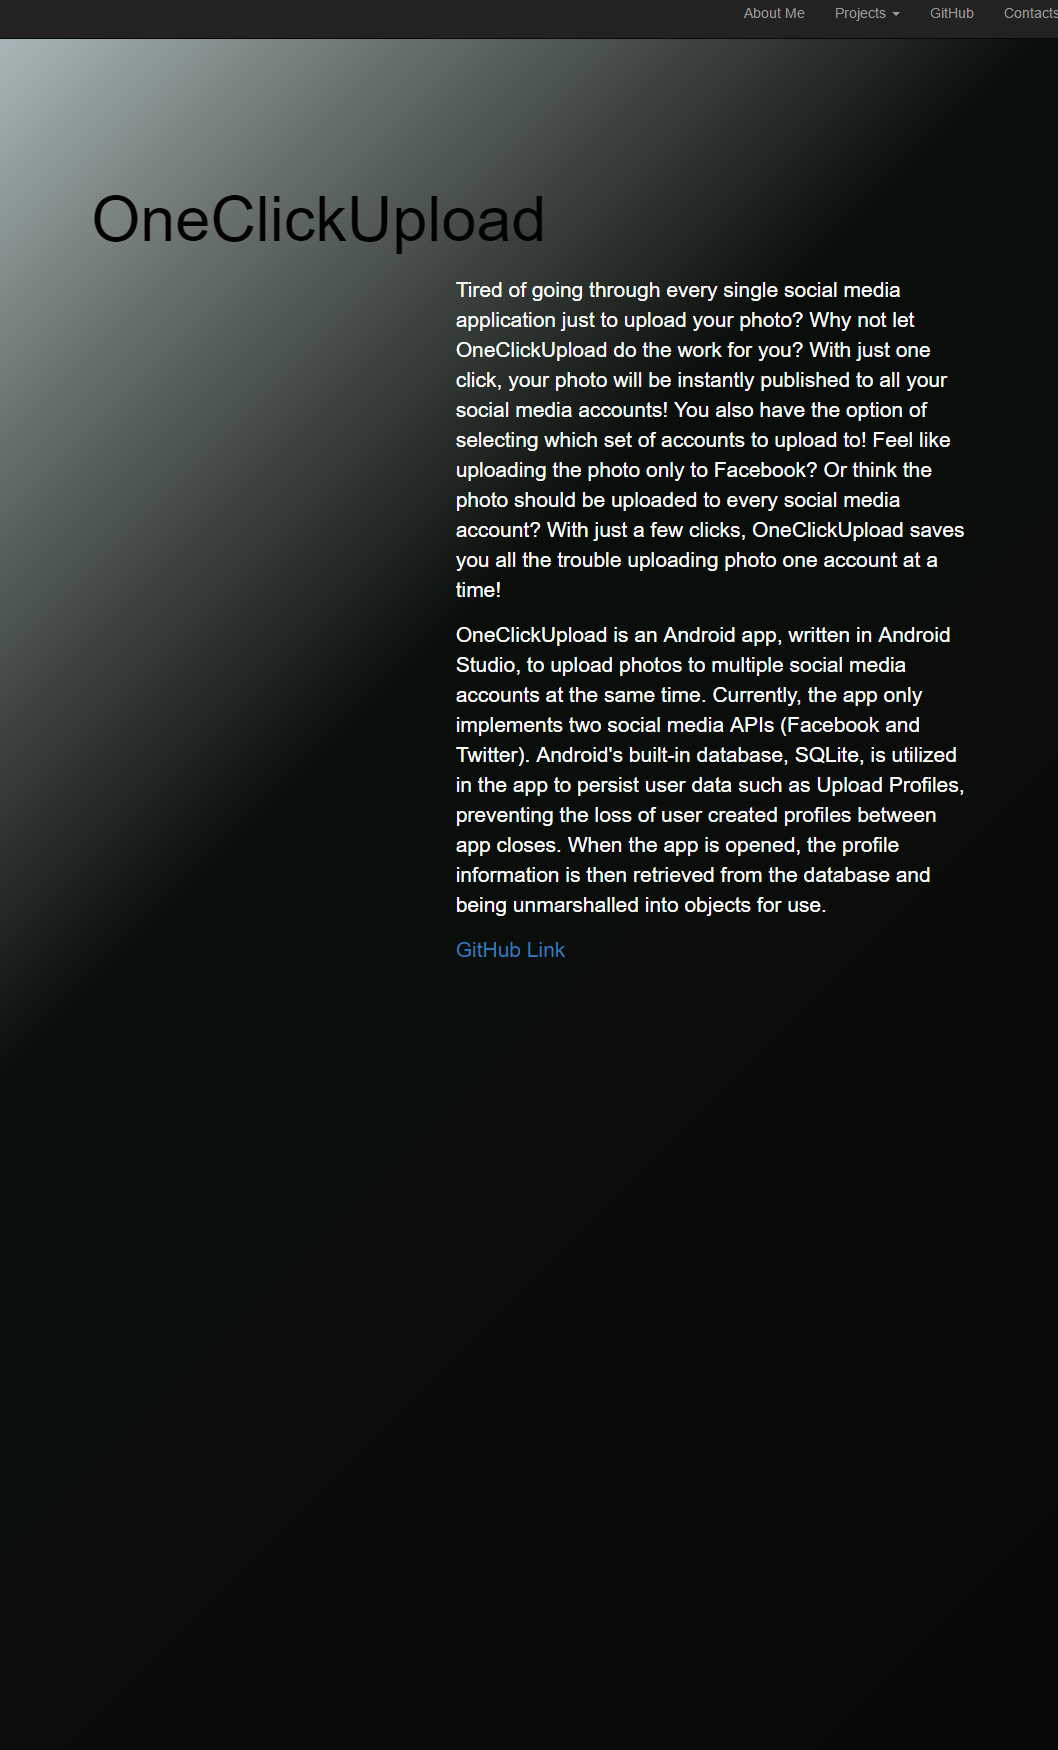 About Me Projects GitHub Contacts
OneClickUpload
Tired of going through every single social media
application just to upload your photo? Why not let
OneClickUpload do the work for you? With just one
click, your photo will be instantly published to all your
social media accounts! You also have the option of
selecting which set of accounts to upload to! Feel like
uploading the photo only to Facebook? Or think the
photo should be uploaded to every social media
account? With just a few clicks, OneClickUpload saves
you all the trouble uploading photo one account at a
time!
OneClickUpload is an Android app, written in Android
Studio, to upload photos to multiple social media
accounts at the same time. Currently, the app only
implements two social media APIs (Facebook and
Twitter). Android's built-in database, SQLite, is utilized
in the app to persist user data such as Upload Profiles,
preventing the loss of user created profiles between
app closes. When the app is opened, the profile
information is then retrieved from the database and
being unmarshalled into objects for use.
GitHub Link